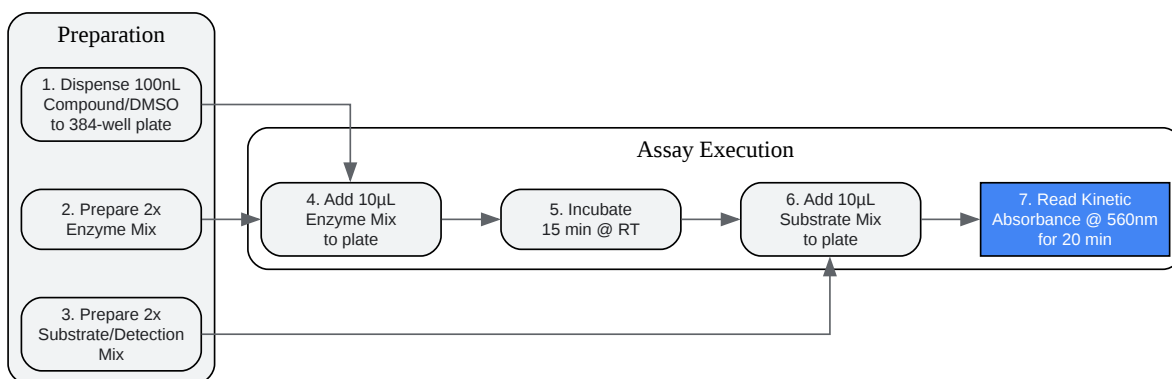 Preparation
1. Dispense 100nL
Compound/DMSO
to 384-well plate
2. Prepare 2x
Enzyme Mix
3. Prepare 2x
Substrate/Detection
Mix
Assay Execution
4. Add 10µL
Enzyme Mix
to plate
5. Incubate
15 min @ RT
6. Add 10µL
Substrate Mix
to plate
7. Read Kinetic
Absorbance @ 560nm
for 20 min